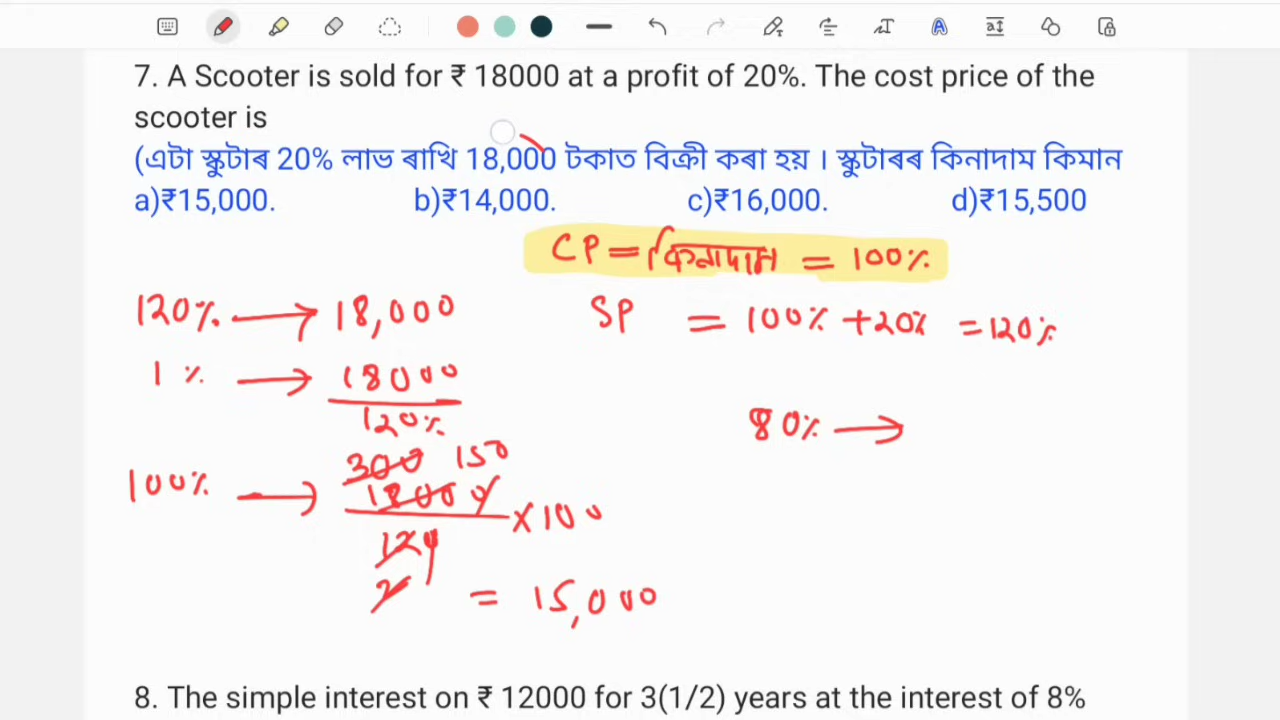 7. A Scooter is sold for ₹ 18000 at a profit of 20%. The cost price of the
scooter is
(এটা স্কুটাৰ 20% লাভ ৰাখি 18,000 টকাত বিক্ৰী কৰা হয় । স্কুটাৰৰ কিনাদাম কিমান
a)₹15,000. b)₹14,000. c)₹16,000. d)₹15,500
CP = কিনাদাম = 100%
120% → 18,000 SP = 100% + 20% = 120%
1 % → 18000
120%
80% →
300 150
100% → 18000 × 100
120
2 = 15,000
8. The simple interest on ₹ 12000 for 3(1/2) years at the interest of 8%